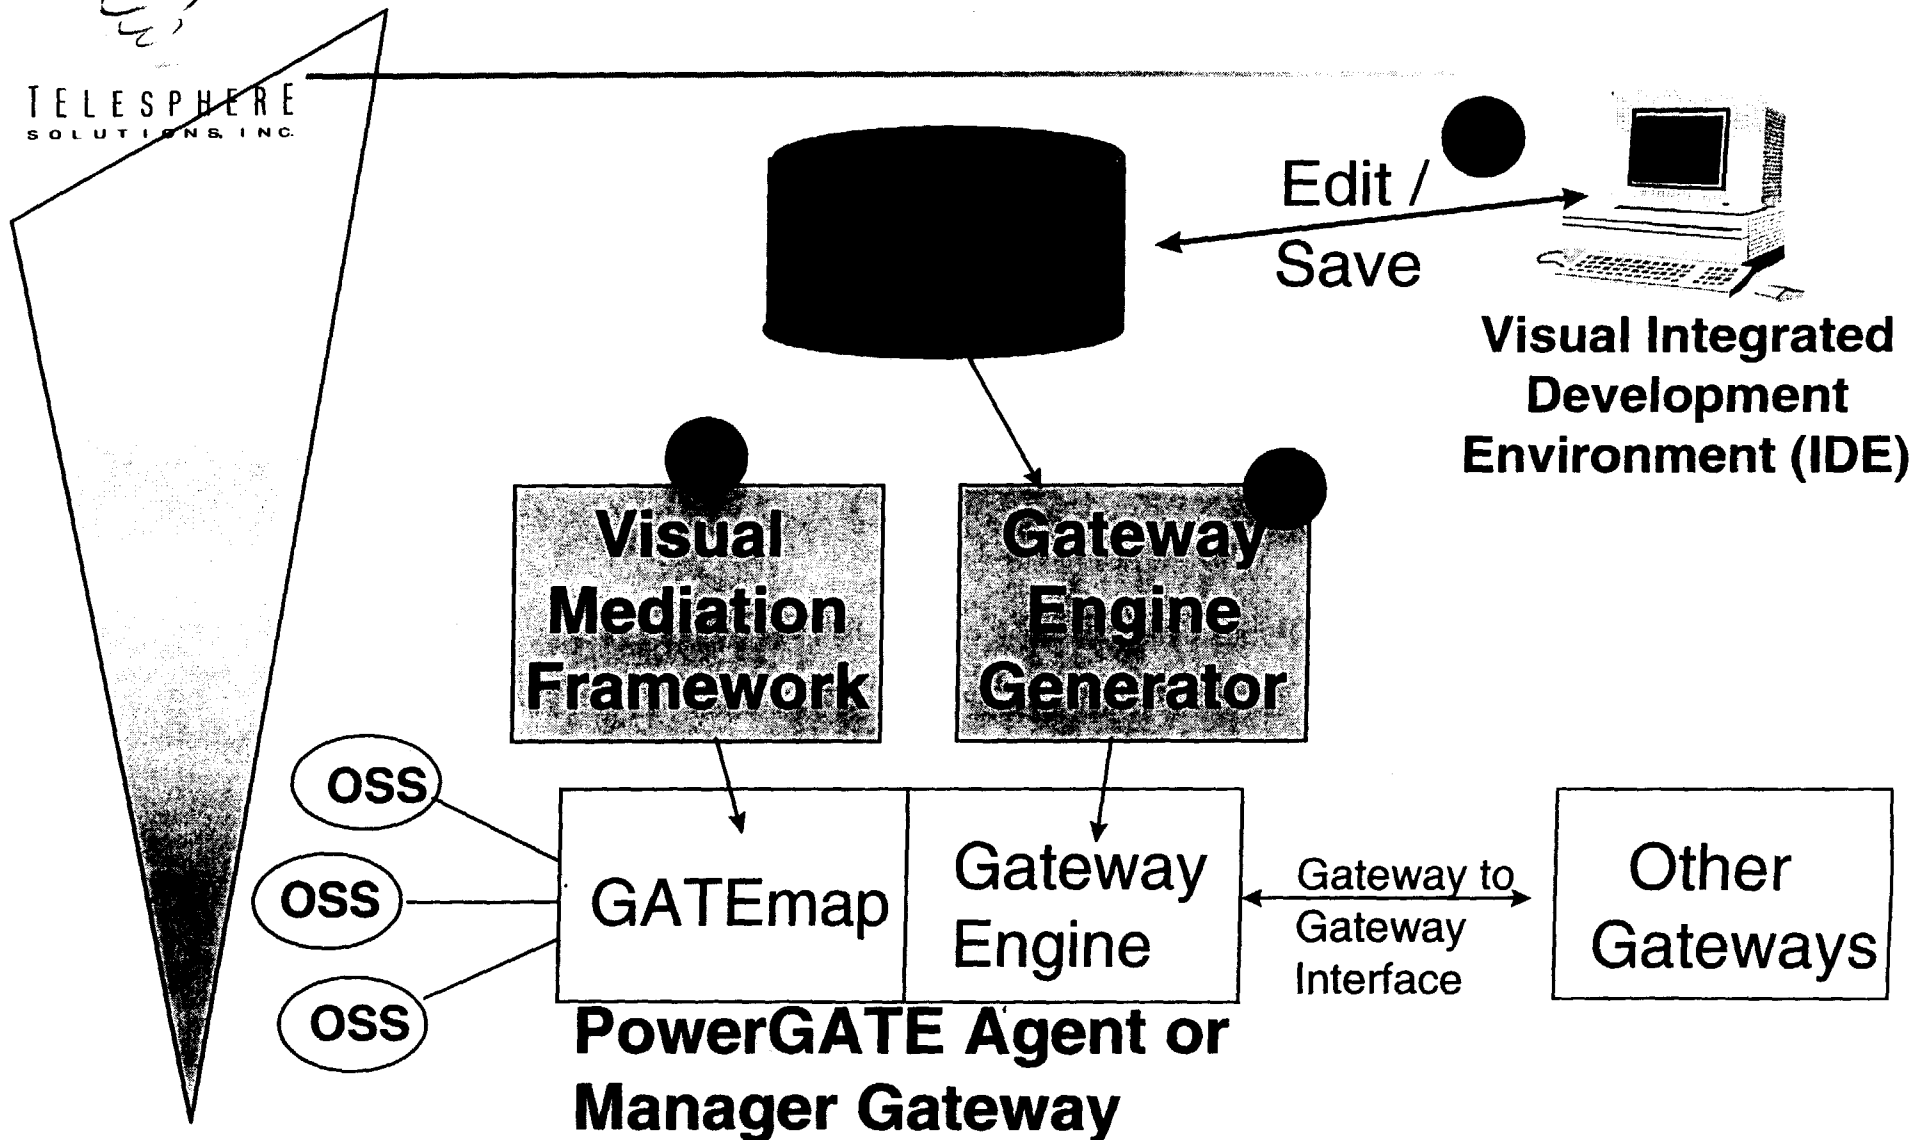 TELESPHERE
SOLUTIONS, INC.
Edit /
Save
Visual Integrated
Development
Environment (IDE)
Visual
Mediation
Framework
Gateway
Engine
Generator
OSS
OSS
OSS
GATEmap
Gateway
Engine
Gateway to
Gateway
Interface
Other
Gateways
PowerGATE Agent or
Manager Gateway